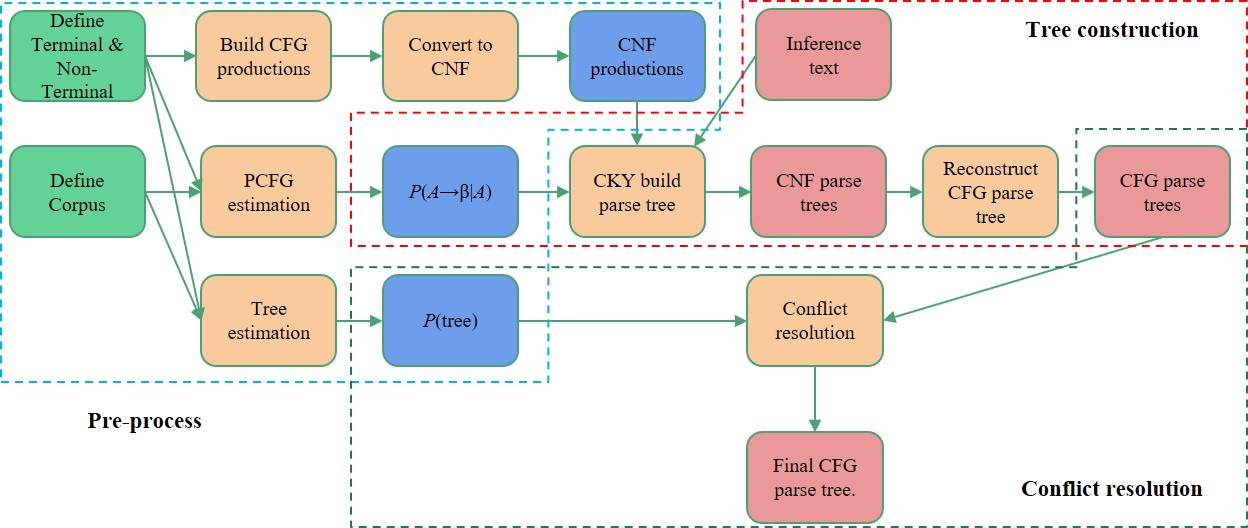 Define
Terminal &
Non-
Terminal
Build CFG
productions
Convert to
CNF
CNF
productions
Inference
text
Tree construction
Define
Corpus
PCFG
estimation
P(A→β|A)
CKY build
parse tree
CNF parse
trees
Reconstruct
CFG parse
tree
CFG parse
trees
Tree
estimation
P(tree)
Conflict
resolution
Pre-process
Final CFG
parse tree.
Conflict resolution